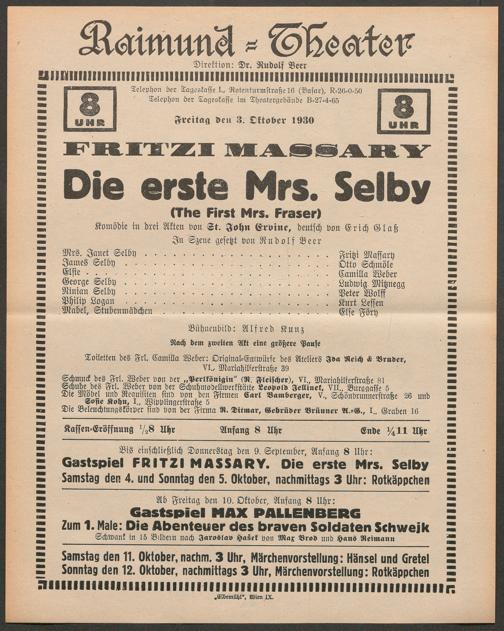 Raimund = Theater
Direktion: Dr. Rudolf Beer
8 UHR
Telephon der Tageskasse I., Rotenturmstraße 16 (Basar), R-26-0-50
Telephon der Tageskasse im Theatergebäude B-27-4-65
Freitag den 3. Oktober 1930
8 UHR
FRITZI MASSARY
Die erste Mrs. Selby
(The First Mrs. Fraser)
Komödie in drei Akten von St. John Ervine, deutsch von Erich Glaß
In Szene gesetzt von Rudolf Beer
Mrs. Janet Selby . . . . . . . . . . Fritzi Massary
James Selby . . . . . . . . . . Otto Schmöle
Elsie . . . . . . . . . . Camilla Weber
George Selby . . . . . . . . . . Ludwig Mitznegg
Ninian Selby . . . . . . . . . . Peter Wolff
Philip Logan . . . . . . . . . . Kurt Lessen
Mabel, Stubenmädchen . . . . . . . . . . Else Föry
Bühnenbild: Alfred Kunz
Nach dem zweiten Akt eine größere Pause
Toiletten des Frl. Camilla Weber: Original-Entwürfe des Ateliers Ida Reich & Bruder,
VI., Mariahilferstraße 39
Schmuck des Frl. Weber von der „Perlkönigin" (R. Fleischer), VI., Mariahilferstraße 81
Schuhe des Frl. Weber von der Schuhmodellwerkstätte Leopold Jellinek, VII., Burggasse 5
Die Möbel und Requisiten sind von den Firmen Carl Bamberger, V., Schönbrunnerstraße 26 und
Sofie Kohn, I., Wipplingerstraße 5
Die Beleuchtungskörper sind von der Firma R. Ditmar, Gebrüder Brünner A.-G., I., Graben 16
Kassen-Eröffnung ½8 Uhr Anfang 8 Uhr Ende ¼11 Uhr
Bis einschließlich Donnerstag den 9. September, Anfang 8 Uhr:
Gastspiel FRITZI MASSARY. Die erste Mrs. Selby
Samstag den 4. und Sonntag den 5. Oktober, nachmittags 3 Uhr: Rotkäppchen
Ab Freitag den 10. Oktober, Anfang 8 Uhr:
Gastspiel MAX PALLENBERG
Zum 1. Male: Die Abenteuer des braven Soldaten Schwejk
Schwank in 15 Bildern nach Jaroslav Hašek von Max Brod und Hans Reimann
Samstag den 11. Oktober, nachm. 3 Uhr, Märchenvorstellung: Hänsel und Gretel
Sonntag den 12. Oktober, nachmittags 3 Uhr, Märchenvorstellung: Rotkäppchen
„Elbemühl", Wien IX.